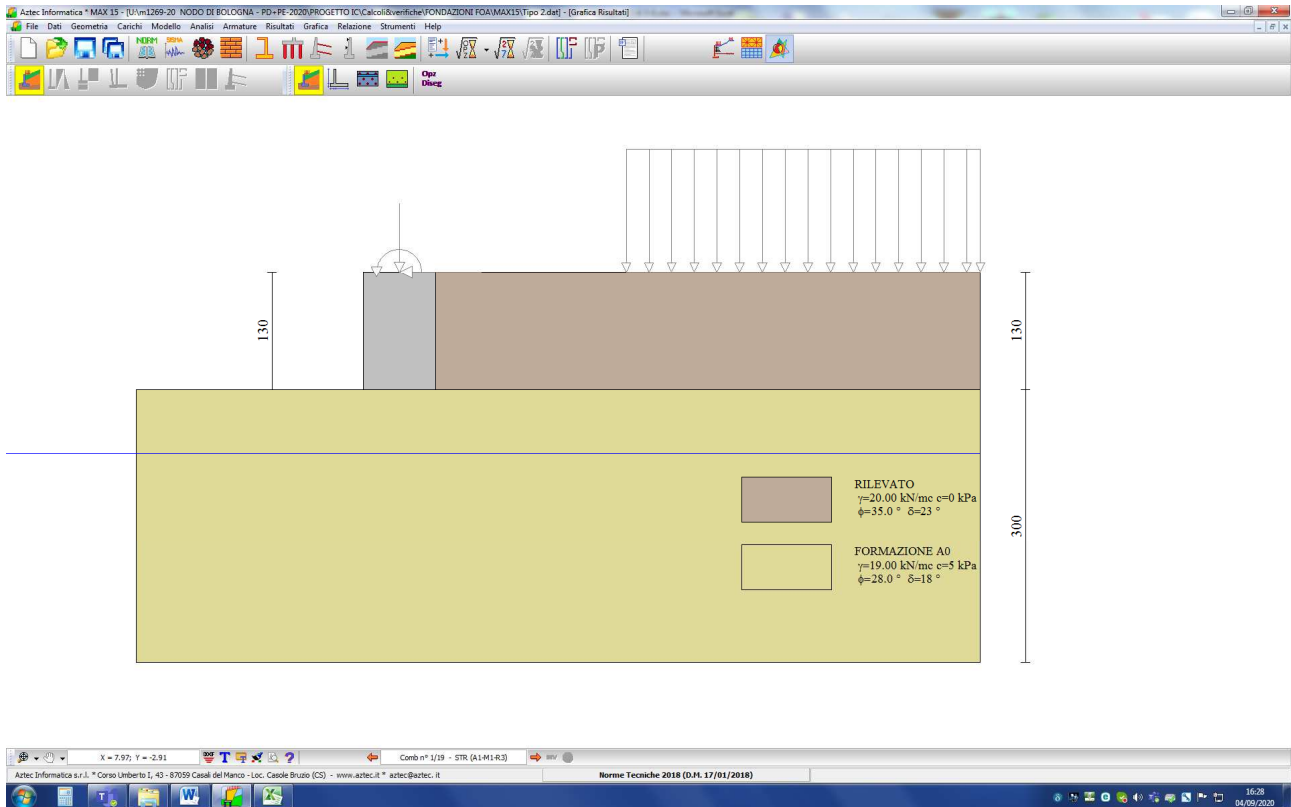 Aztec Informatica * MAX 15 - [U:\m1269-20 NODO DI BOLOGNA - PD+PE-2020\PROGETTO IC\Calcoli&verifiche\FONDAZIONI FOA\MAX15\Tipo 2.dat] - [Grafica Risultati]
File Dati Geometria Carichi Modello Analisi Armature Risultati Grafica Relazione Strumenti Help
NORM SISMA
Opz
Diseg
130
130
RILEVATO
γ=20.00 kN/mc c=0 kPa
ϕ=35.0 ° δ=23 °
300
FORMAZIONE A0
γ=19.00 kN/mc c=5 kPa
ϕ=28.0 ° δ=18 °
X = 7.97; Y = -2.91
DXF T ?
Comb n° 1/19 - STR (A1-M1-R3)
INV
Aztec Informatica s.r.l. * Corso Umberto I, 43 - 87059 Casali del Manco - Loc. Casole Bruzio (CS) - www.aztec.it * aztec@aztec. it
Norme Tecniche 2018 (D.M. 17/01/2018)
16:28
04/09/2020